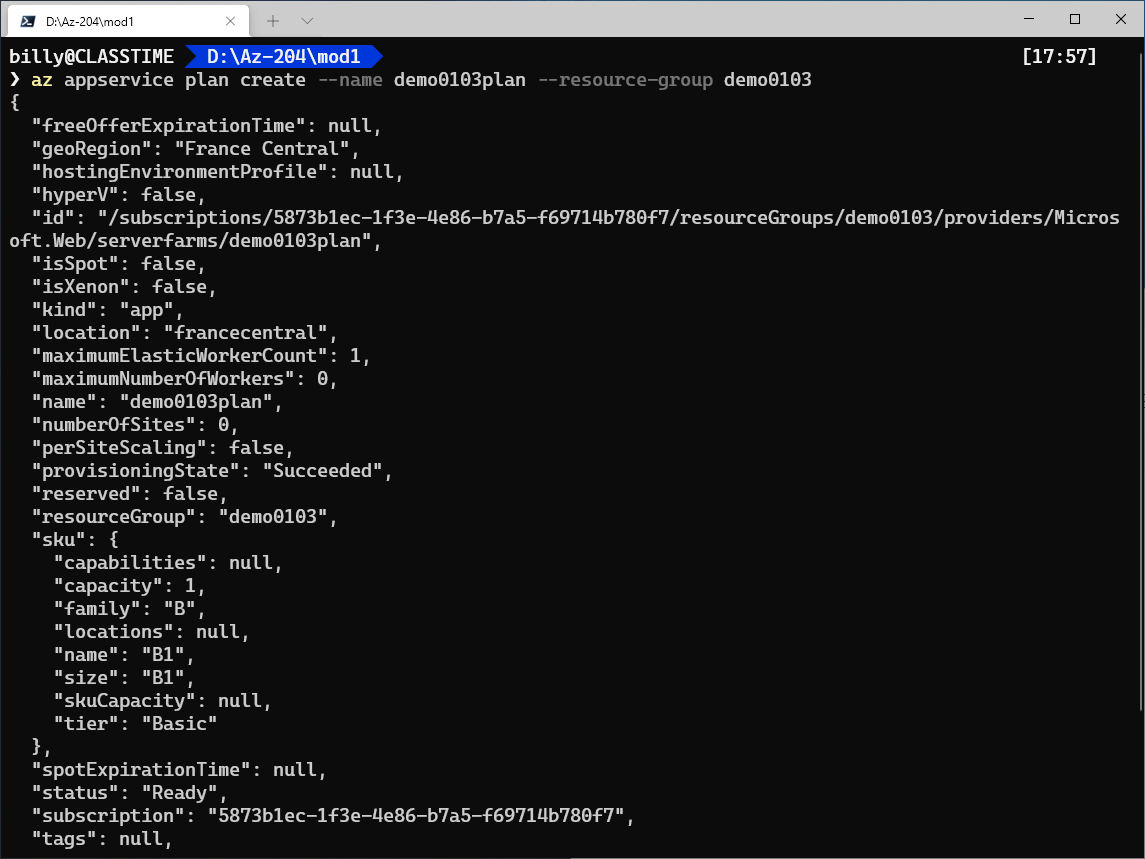 D:\Az-204\mod1
billy@CLASSTIME D:\Az-204\mod1 [17:57]
❯ az appservice plan create --name demo0103plan --resource-group demo0103
{
  "freeOfferExpirationTime": null,
  "geoRegion": "France Central",
  "hostingEnvironmentProfile": null,
  "hyperV": false,
  "id": "/subscriptions/5873b1ec-1f3e-4e86-b7a5-f69714b780f7/resourceGroups/demo0103/providers/Micros
oft.Web/serverfarms/demo0103plan",
  "isSpot": false,
  "isXenon": false,
  "kind": "app",
  "location": "francecentral",
  "maximumElasticWorkerCount": 1,
  "maximumNumberOfWorkers": 0,
  "name": "demo0103plan",
  "numberOfSites": 0,
  "perSiteScaling": false,
  "provisioningState": "Succeeded",
  "reserved": false,
  "resourceGroup": "demo0103",
  "sku": {
    "capabilities": null,
    "capacity": 1,
    "family": "B",
    "locations": null,
    "name": "B1",
    "size": "B1",
    "skuCapacity": null,
    "tier": "Basic"
  },
  "spotExpirationTime": null,
  "status": "Ready",
  "subscription": "5873b1ec-1f3e-4e86-b7a5-f69714b780f7",
  "tags": null,